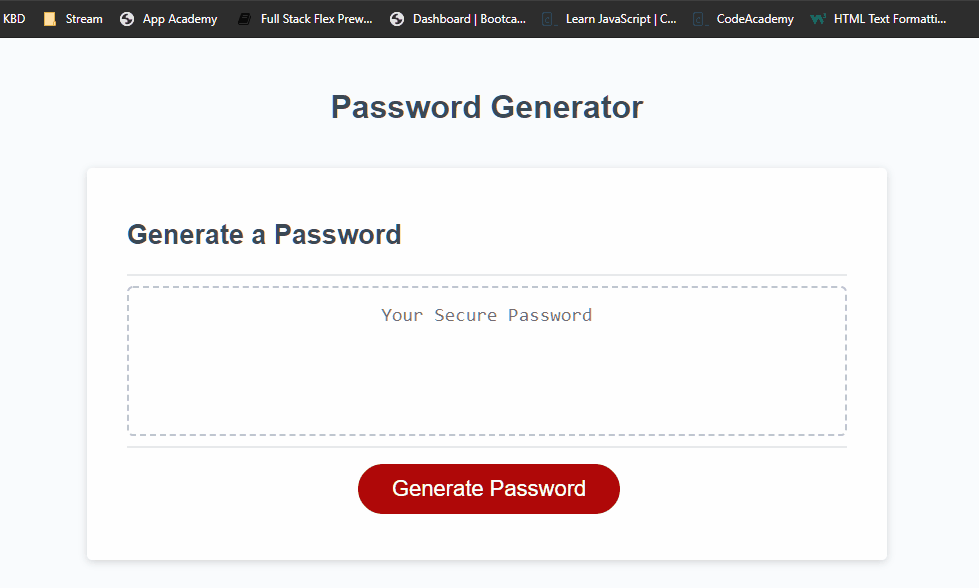 KBD Stream App Academy Full Stack Flex Prew... Dashboard | Bootca... Learn JavaScript | C... CodeAcademy HTML Text Formatti...
Password Generator
Generate a Password
Your Secure Password
Generate Password